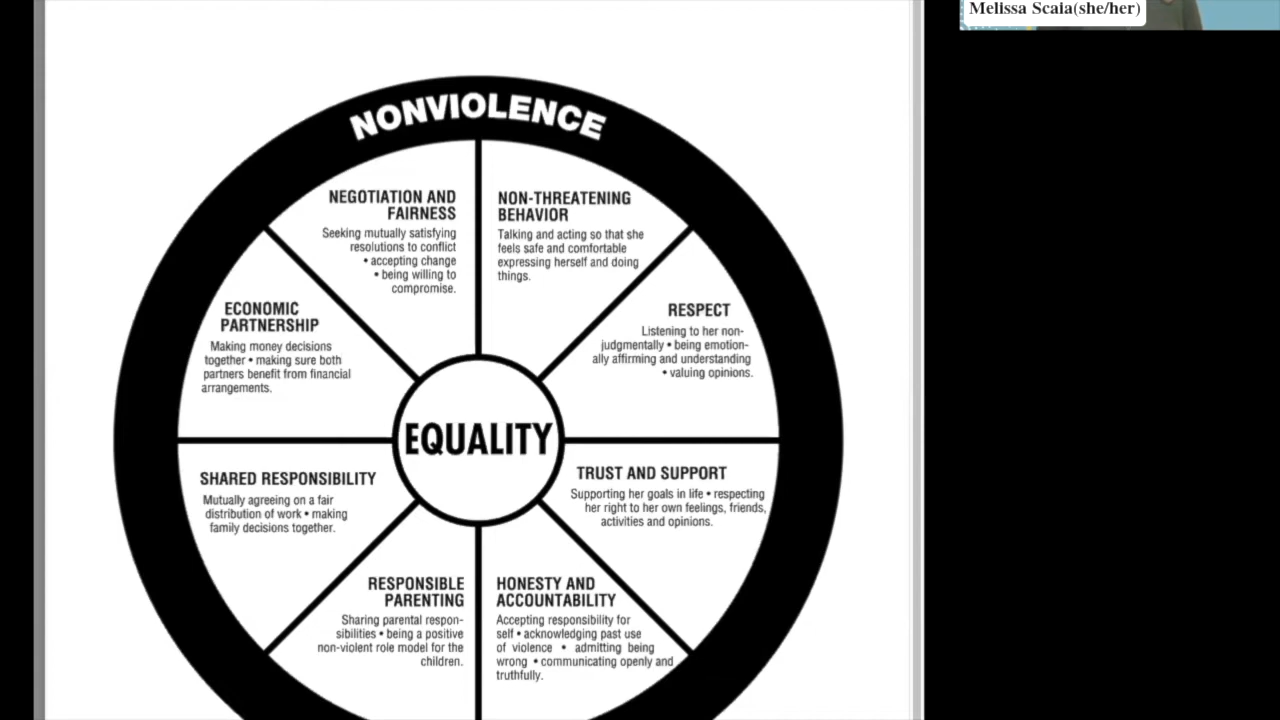 Melissa Scaia(she/her)
NONVIOLENCE
NEGOTIATION AND
FAIRNESS
Seeking mutually satisfying
resolutions to conflict
• accepting change
• being willing to
compromise.
NON-THREATENING
BEHAVIOR
Talking and acting so that she
feels safe and comfortable
expressing herself and doing
things.
ECONOMIC
PARTNERSHIP
Making money decisions
together • making sure both
partners benefit from financial
arrangements.
RESPECT
Listening to her non-
judgmentally • being emotion-
ally affirming and understanding
• valuing opinions.
EQUALITY
SHARED RESPONSIBILITY
Mutually agreeing on a fair
distribution of work • making
family decisions together.
TRUST AND SUPPORT
Supporting her goals in life • respecting
her right to her own feelings, friends,
activities and opinions.
RESPONSIBLE
PARENTING
Sharing parental respon-
sibilities • being a positive
non-violent role model for the
children.
HONESTY AND
ACCOUNTABILITY
Accepting responsibility for
self • acknowledging past use
of violence • admitting being
wrong • communicating openly and
truthfully.